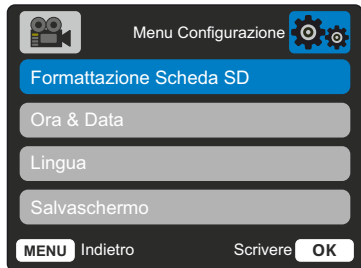 Menu Configurazione
Formattazione Scheda SD
Ora & Data
Lingua
Salvaschermo
MENU Indietro Scrivere OK